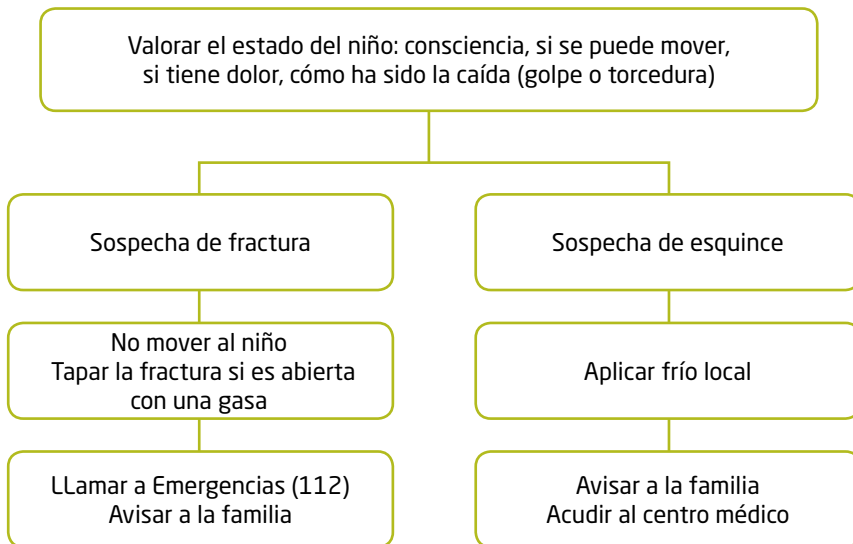 Valorar el estado del niño: consciencia, si se puede mover,
si tiene dolor, cómo ha sido la caída (golpe o torcedura)
Sospecha de fractura
Sospecha de esquince
No mover al niño
Tapar la fractura si es abierta
con una gasa
Aplicar frío local
LLamar a Emergencias (112)
Avisar a la familia
Avisar a la familia
Acudir al centro médico